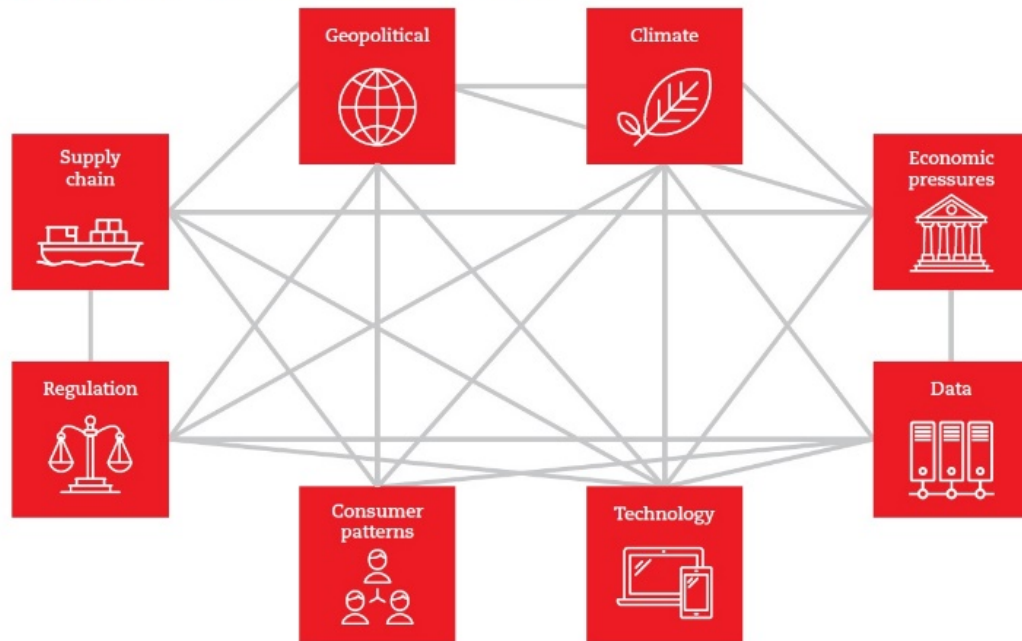 Geopolitical
Climate
Supply
chain
Economic
pressures
Regulation
Data
Consumer
patterns
Technology